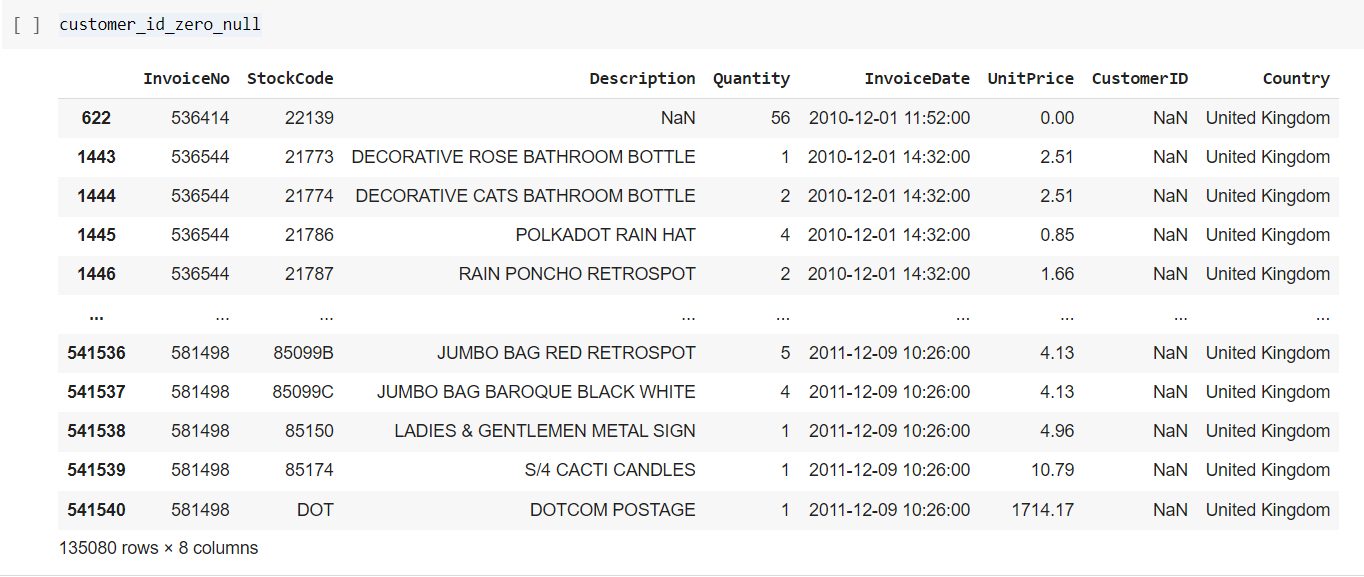 [ ] customer_id_zero_null
InvoiceNo StockCode Description Quantity InvoiceDate UnitPrice CustomerID Country
622 536414 22139 NaN 56 2010-12-01 11:52:00 0.00 NaN United Kingdom
1443 536544 21773 DECORATIVE ROSE BATHROOM BOTTLE 1 2010-12-01 14:32:00 2.51 NaN United Kingdom
1444 536544 21774 DECORATIVE CATS BATHROOM BOTTLE 2 2010-12-01 14:32:00 2.51 NaN United Kingdom
1445 536544 21786 POLKADOT RAIN HAT 4 2010-12-01 14:32:00 0.85 NaN United Kingdom
1446 536544 21787 RAIN PONCHO RETROSPOT 2 2010-12-01 14:32:00 1.66 NaN United Kingdom
... ... ... ... ... ... ... ... ...
541536 581498 85099B JUMBO BAG RED RETROSPOT 5 2011-12-09 10:26:00 4.13 NaN United Kingdom
541537 581498 85099C JUMBO BAG BAROQUE BLACK WHITE 4 2011-12-09 10:26:00 4.13 NaN United Kingdom
541538 581498 85150 LADIES & GENTLEMEN METAL SIGN 1 2011-12-09 10:26:00 4.96 NaN United Kingdom
541539 581498 85174 S/4 CACTI CANDLES 1 2011-12-09 10:26:00 10.79 NaN United Kingdom
541540 581498 DOT DOTCOM POSTAGE 1 2011-12-09 10:26:00 1714.17 NaN United Kingdom
135080 rows × 8 columns